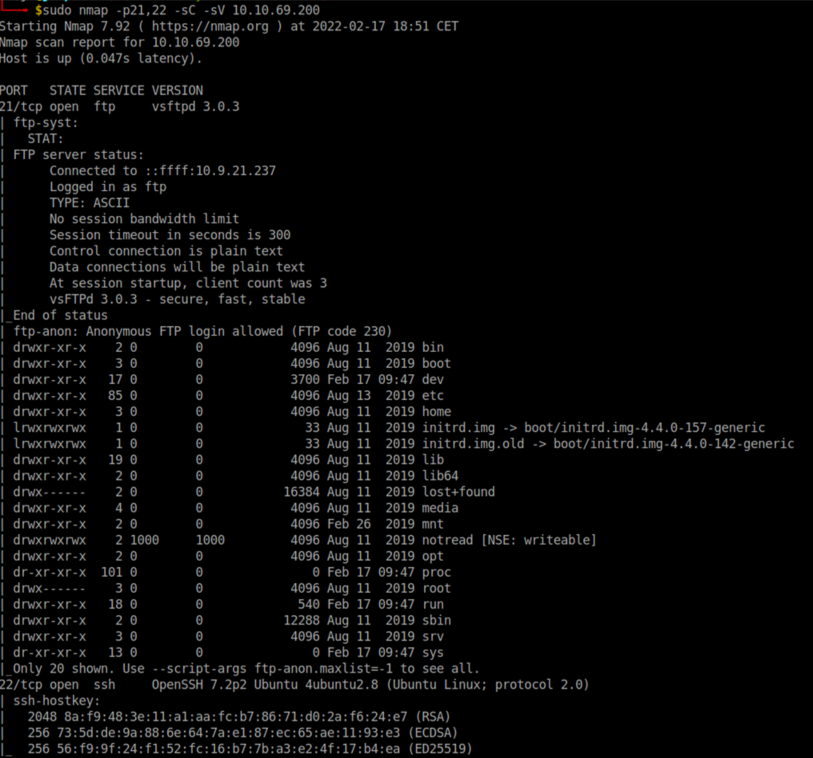 $sudo nmap -p21,22 -sC -sV 10.10.69.200
Starting Nmap 7.92 ( https://nmap.org ) at 2022-02-17 18:51 CET
Nmap scan report for 10.10.69.200
Host is up (0.047s latency).

PORT   STATE SERVICE VERSION
21/tcp open  ftp     vsftpd 3.0.3
| ftp-syst:
|   STAT:
| FTP server status:
|      Connected to ::ffff:10.9.21.237
|      Logged in as ftp
|      TYPE: ASCII
|      No session bandwidth limit
|      Session timeout in seconds is 300
|      Control connection is plain text
|      Data connections will be plain text
|      At session startup, client count was 3
|      vsFTPd 3.0.3 - secure, fast, stable
|_End of status
| ftp-anon: Anonymous FTP login allowed (FTP code 230)
| drwxr-xr-x    2 0        0            4096 Aug 11  2019 bin
| drwxr-xr-x    3 0        0            4096 Aug 11  2019 boot
| drwxr-xr-x   17 0        0            3700 Feb 17 09:47 dev
| drwxr-xr-x   85 0        0            4096 Aug 13  2019 etc
| drwxr-xr-x    3 0        0            4096 Aug 11  2019 home
| lrwxrwxrwx    1 0        0              33 Aug 11  2019 initrd.img -> boot/initrd.img-4.4.0-157-generic
| lrwxrwxrwx    1 0        0              33 Aug 11  2019 initrd.img.old -> boot/initrd.img-4.4.0-142-generic
| drwxr-xr-x   19 0        0            4096 Aug 11  2019 lib
| drwxr-xr-x    2 0        0            4096 Aug 11  2019 lib64
| drwx------    2 0        0           16384 Aug 11  2019 lost+found
| drwxr-xr-x    4 0        0            4096 Aug 11  2019 media
| drwxr-xr-x    2 0        0            4096 Feb 26  2019 mnt
| drwxrwxrwx    2 1000     1000         4096 Aug 11  2019 notread [NSE: writeable]
| drwxr-xr-x    2 0        0            4096 Aug 11  2019 opt
| dr-xr-xr-x  101 0        0               0 Feb 17 09:47 proc
| drwx------    3 0        0            4096 Aug 11  2019 root
| drwxr-xr-x   18 0        0             540 Feb 17 09:47 run
| drwxr-xr-x    2 0        0           12288 Aug 11  2019 sbin
| drwxr-xr-x    3 0        0            4096 Aug 11  2019 srv
| dr-xr-xr-x   13 0        0               0 Feb 17 09:47 sys
|_Only 20 shown. Use --script-args ftp-anon.maxlist=-1 to see all.
22/tcp open  ssh     OpenSSH 7.2p2 Ubuntu 4ubuntu2.8 (Ubuntu Linux; protocol 2.0)
| ssh-hostkey:
|   2048 8a:f9:48:3e:11:a1:aa:fc:b7:86:71:d0:2a:f6:24:e7 (RSA)
|   256 73:5d:de:9a:88:6e:64:7a:e1:87:ec:65:ae:11:93:e3 (ECDSA)
|_  256 56:f9:9f:24:f1:52:fc:16:b7:7b:a3:e2:4f:17:b4:ea (ED25519)